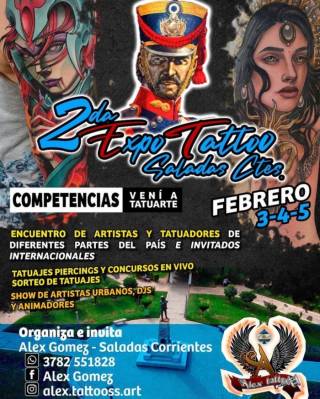 2da
Expo Tattoo
Saladas Ctes.
COMPETENCIAS
VENÍ A
TATUARTE
FEBRERO
3-4-5
ENCUENTRO DE ARTISTAS Y TATUADORES DE
DIFERENTES PARTES DEL PAÍS E INVITADOS
INTERNACIONALES
TATUAJES PIERCINGS Y CONCURSOS EN VIVO
SORTEO DE TATUAJES
SHOW DE ARTISTAS URBANOS, DJS
Y ANIMADORES
Organiza e invita
Alex Gomez - Saladas Corrientes
3782 551828
Alex Gomez
alex.tattooss.art
Alex tattoos